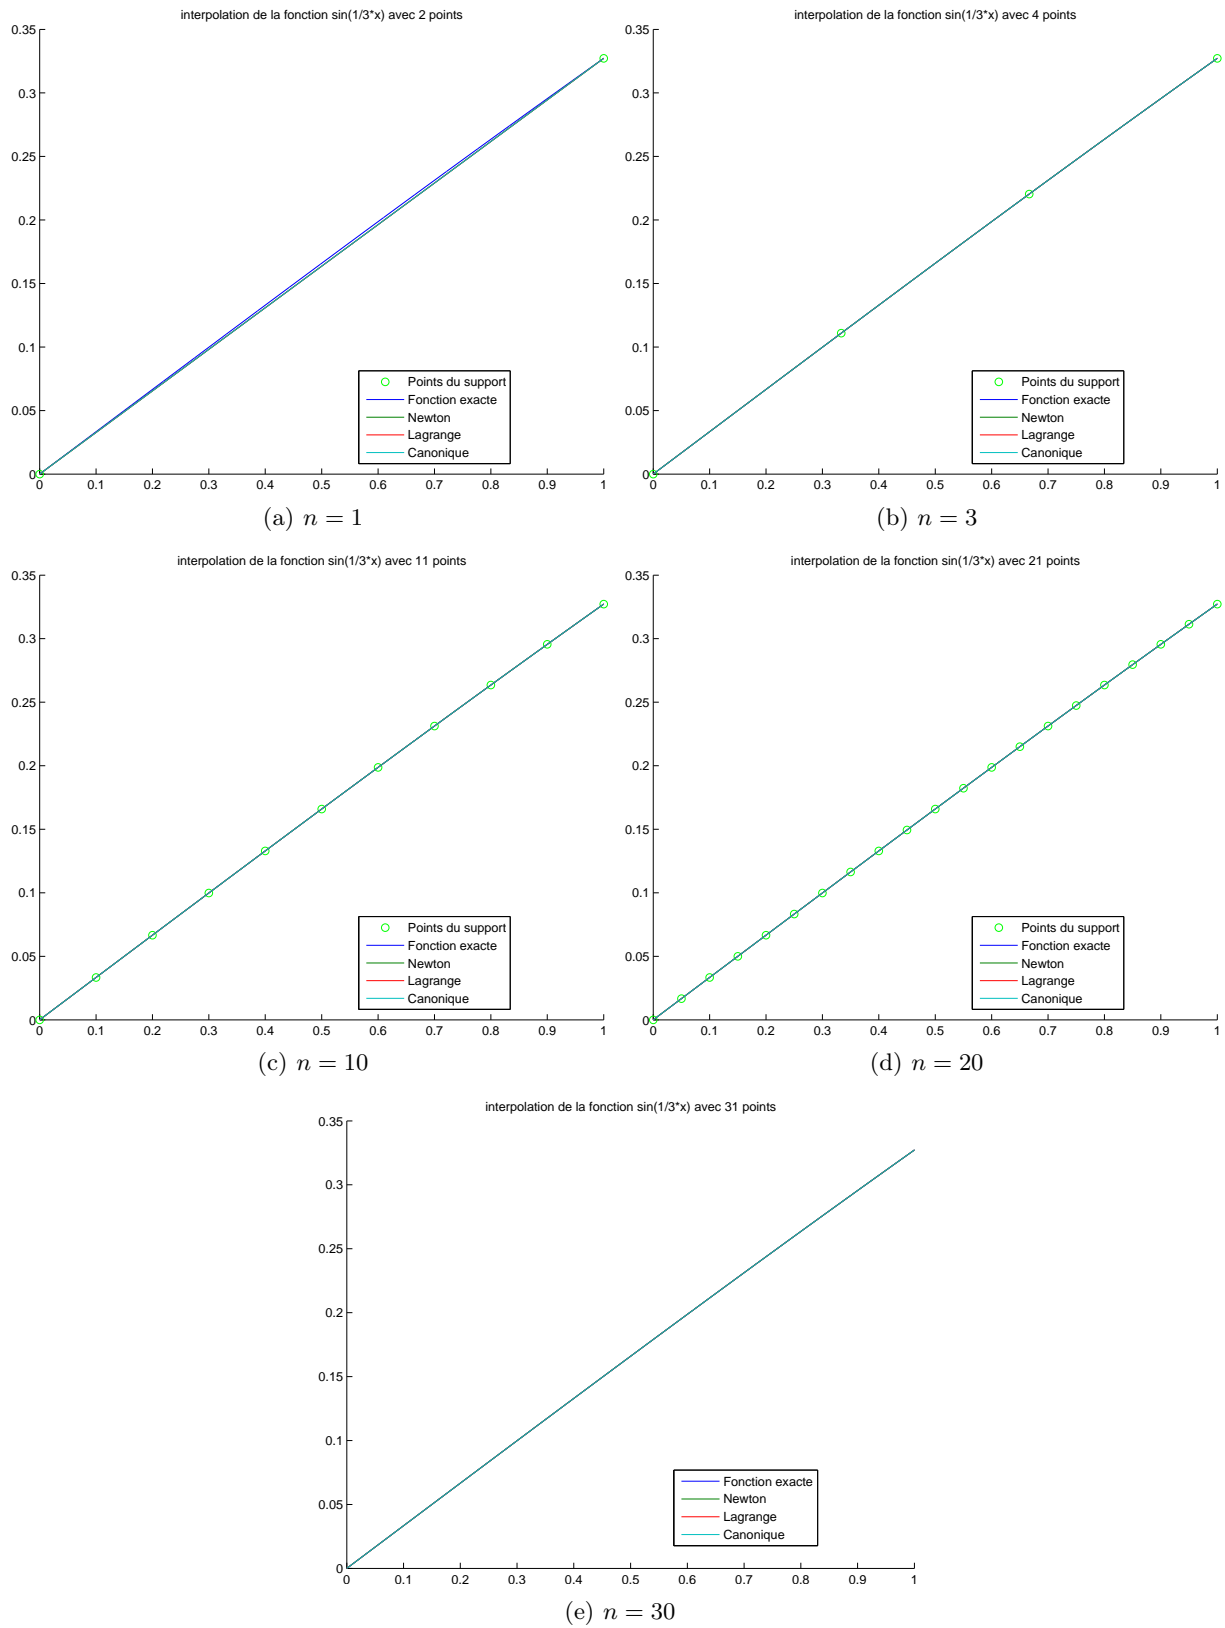 interpolation de la fonction sin(1/3*x) avec 2 points
0.35
0.3
0.25
0.2
0.15
0.1
0.05
0
0 0.1 0.2 0.3 0.4 0.5 0.6 0.7 0.8 0.9 1
Points du support
Fonction exacte
Newton
Lagrange
Canonique
(a) n = 1
interpolation de la fonction sin(1/3*x) avec 4 points
0.35
0.3
0.25
0.2
0.15
0.1
0.05
0
0 0.1 0.2 0.3 0.4 0.5 0.6 0.7 0.8 0.9 1
Points du support
Fonction exacte
Newton
Lagrange
Canonique
(b) n = 3
interpolation de la fonction sin(1/3*x) avec 11 points
0.35
0.3
0.25
0.2
0.15
0.1
0.05
0
0 0.1 0.2 0.3 0.4 0.5 0.6 0.7 0.8 0.9 1
Points du support
Fonction exacte
Newton
Lagrange
Canonique
(c) n = 10
interpolation de la fonction sin(1/3*x) avec 21 points
0.35
0.3
0.25
0.2
0.15
0.1
0.05
0
0 0.1 0.2 0.3 0.4 0.5 0.6 0.7 0.8 0.9 1
Points du support
Fonction exacte
Newton
Lagrange
Canonique
(d) n = 20
interpolation de la fonction sin(1/3*x) avec 31 points
0.35
0.3
0.25
0.2
0.15
0.1
0.05
0
0 0.1 0.2 0.3 0.4 0.5 0.6 0.7 0.8 0.9 1
Fonction exacte
Newton
Lagrange
Canonique
(e) n = 30